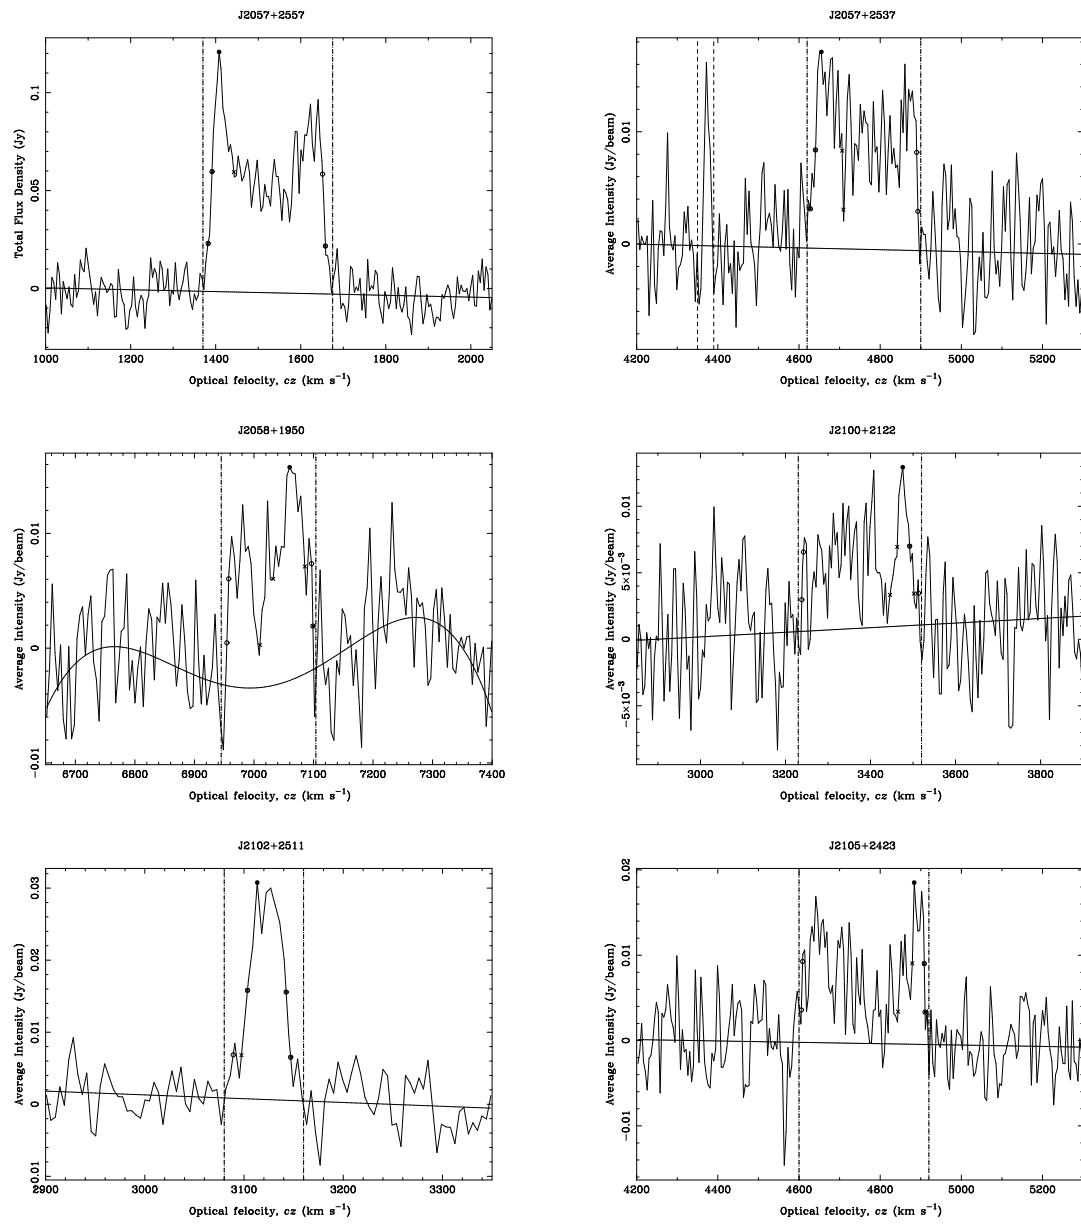 J2057+2557
Total Flux Density (Jy)
0 0.05 0.1
1000 1200 1400 1600 1800 2000
Optical felocity, cz (km s⁻¹)
J2057+2537
Average Intensity (Jy/beam)
0 0.01
4200 4400 4600 4800 5000 5200
Optical felocity, cz (km s⁻¹)
J2058+1950
Average Intensity (Jy/beam)
−0.01 0 0.01
6700 6800 6900 7000 7100 7200 7300 7400
Optical felocity, cz (km s⁻¹)
J2100+2122
Average Intensity (Jy/beam)
−5×10⁻³ 0 5×10⁻³ 0.01
3000 3200 3400 3600 3800
Optical felocity, cz (km s⁻¹)
J2102+2511
Average Intensity (Jy/beam)
0.01 0 0.01 0.02 0.03
2900 3000 3100 3200 3300
Optical felocity, cz (km s⁻¹)
J2105+2423
Average Intensity (Jy/beam)
−0.01 0 0.01 0.02
4200 4400 4600 4800 5000 5200
Optical felocity, cz (km s⁻¹)